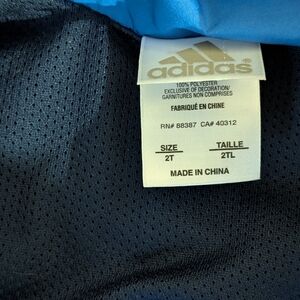 adidas
100% POLYESTER
EXCLUSIVE OF DECORATION/
GARNITURES NON COMPRISES
FABRIQUÉ EN CHINE
RN# 88387 CA# 40312
SIZE TAILLE
2T 2TL
MADE IN CHINA